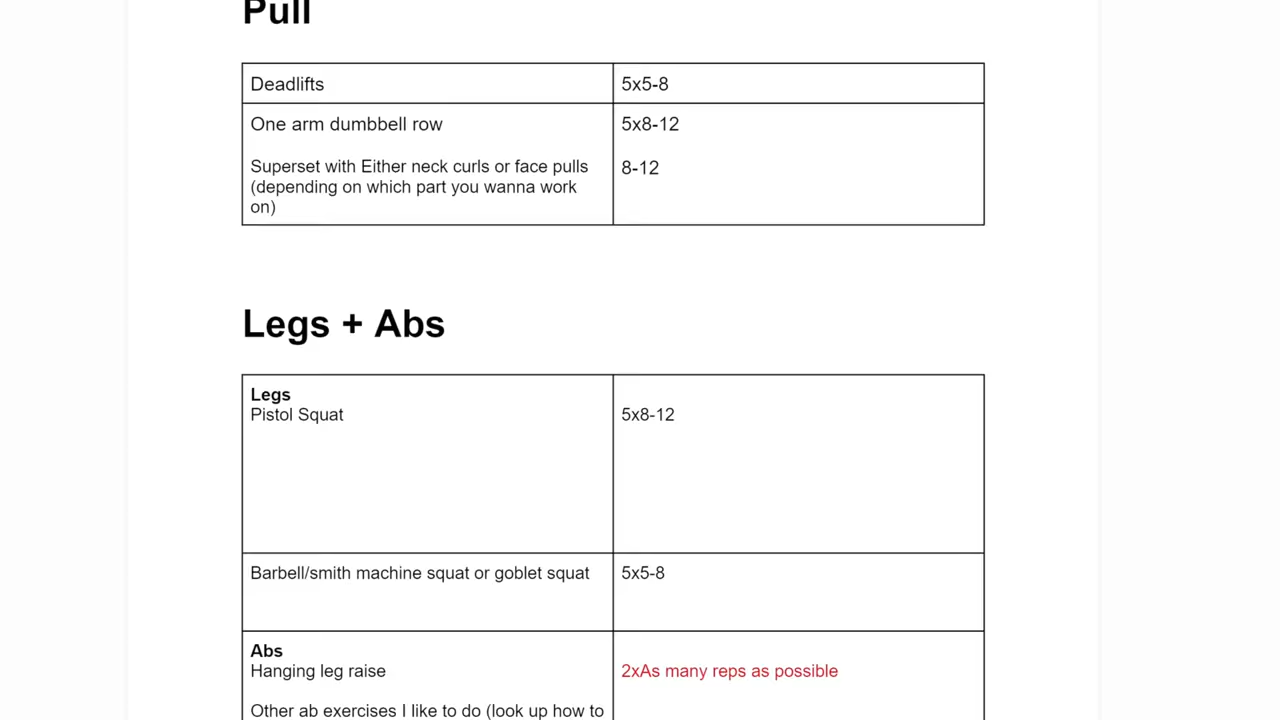 Pull
Deadlifts
5x5-8
One arm dumbbell row
5x8-12
Superset with Either neck curls or face pulls
(depending on which part you wanna work
on)
8-12
Legs + Abs
Legs
Pistol Squat
5x8-12
Barbell/smith machine squat or goblet squat
5x5-8
Abs
Hanging leg raise
2xAs many reps as possible
Other ab exercises I like to do (look up how to